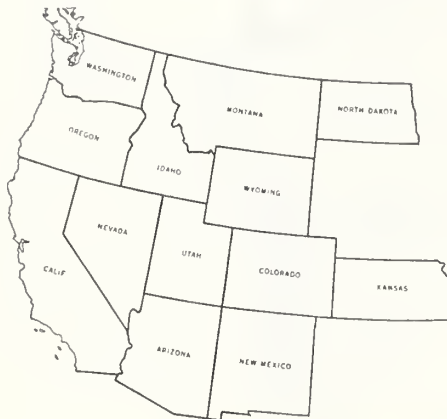 WASHINGTON
MONTANA
NORTH DAKOTA
OREGON
IDAHO
WYOMING
NEVADA
UTAH
COLORADO
CALIF
KANSAS
ARIZONA
NEW MEXICO